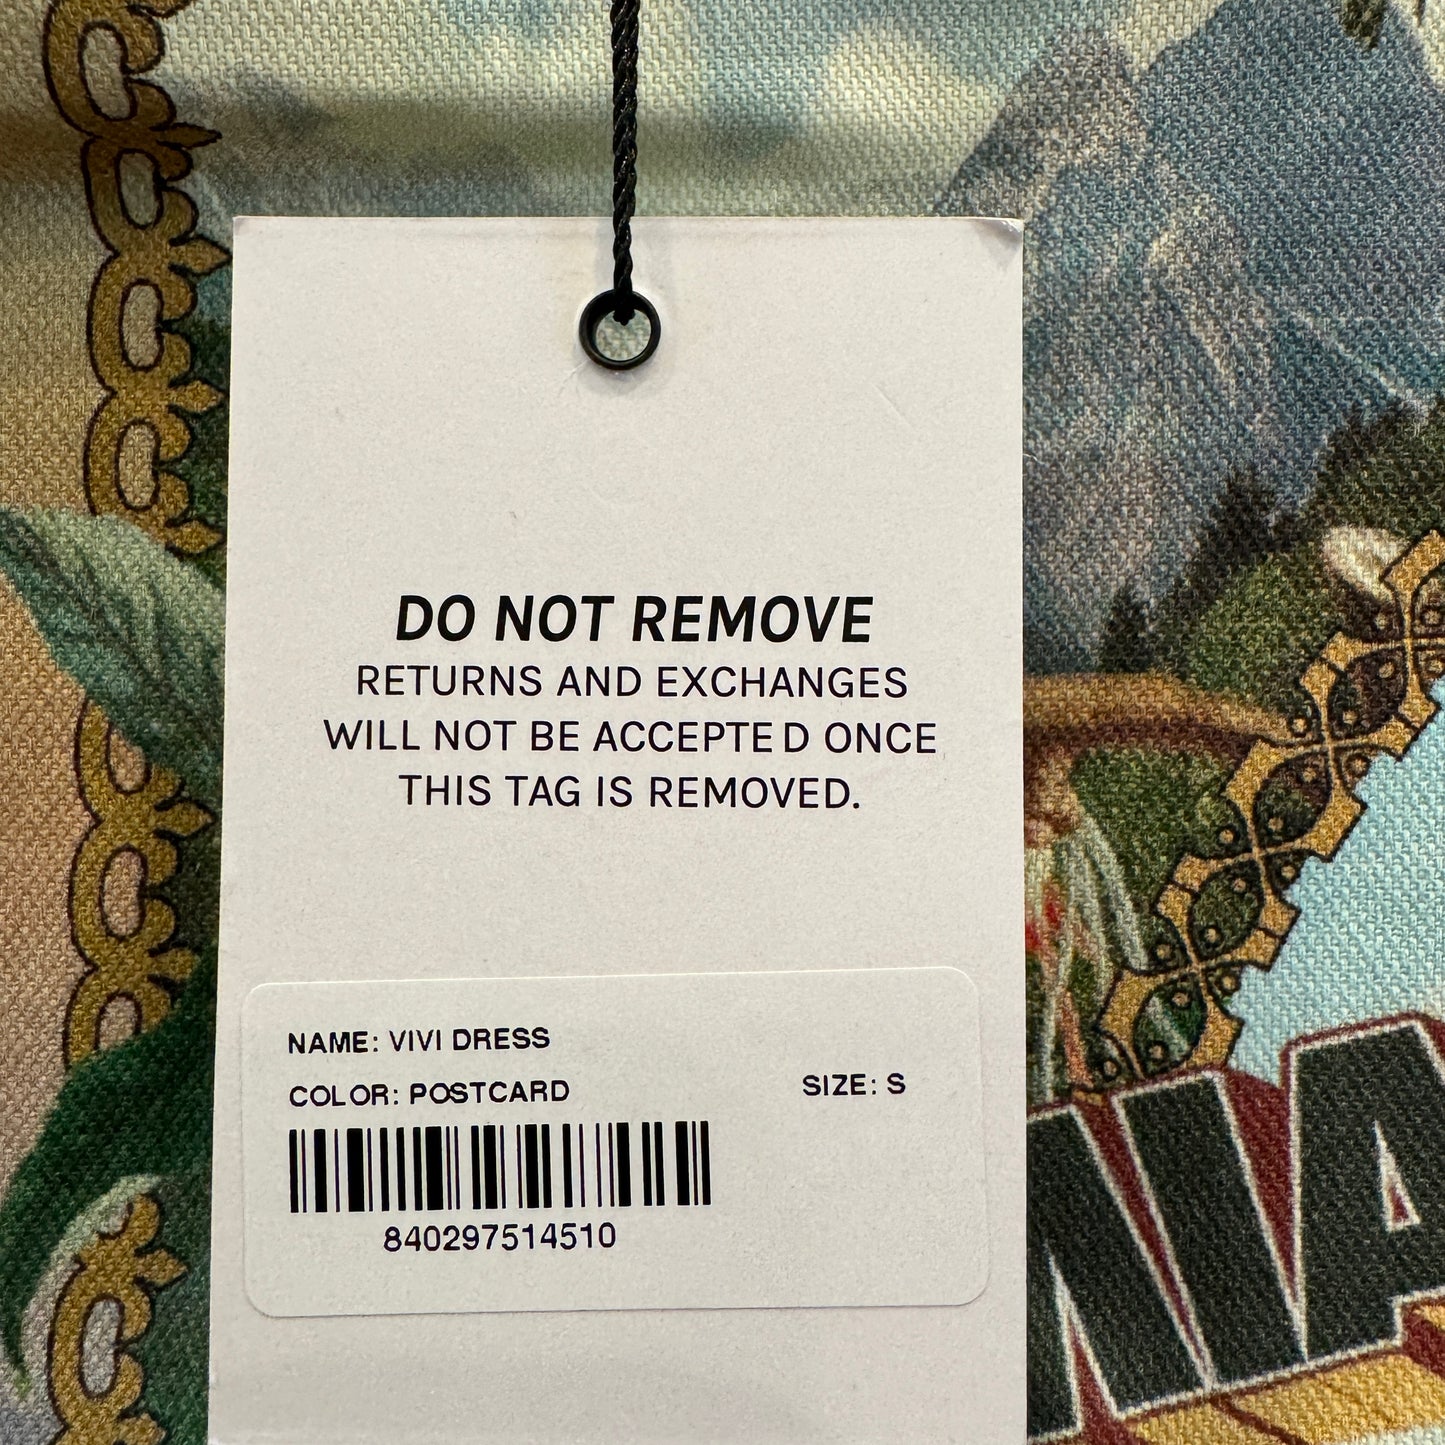 DO NOT REMOVE
RETURNS AND EXCHANGES
WILL NOT BE ACCEPTED ONCE
THIS TAG IS REMOVED.
NAME: VIVI DRESS
COLOR: POSTCARD
SIZE: S
840297514510